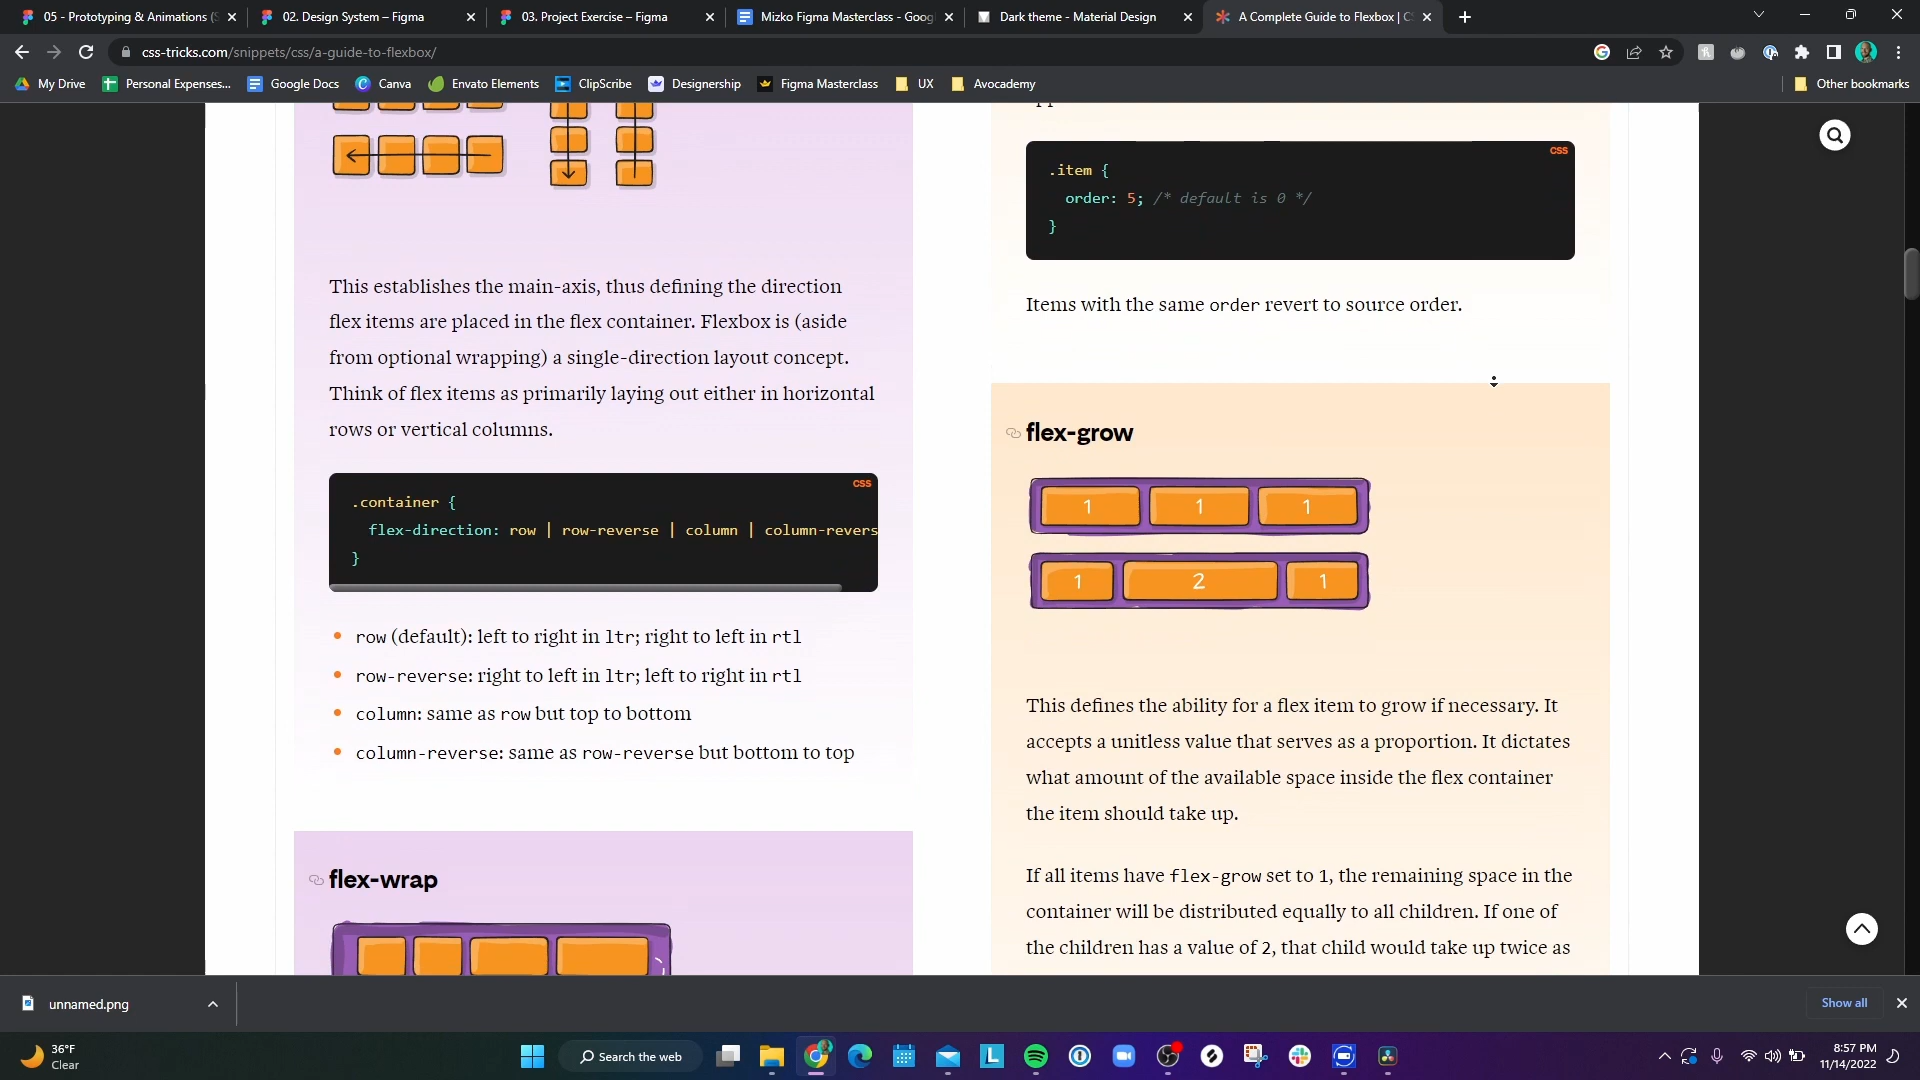 05 - Prototyping & Animations (S
02. Design System – Figma
03. Project Exercise – Figma
Mizko Figma Masterclass - Goog
Dark theme - Material Design
A Complete Guide to Flexbox | CS
css-tricks.com/snippets/css/a-guide-to-flexbox/
My Drive
Personal Expenses...
Google Docs
Canva
Envato Elements
ClipScribe
Designership
Figma Masterclass
UX
Avocademy
Other bookmarks
This establishes the main-axis, thus defining the direction
flex items are placed in the flex container. Flexbox is (aside
from optional wrapping) a single-direction layout concept.
Think of flex items as primarily laying out either in horizontal
rows or vertical columns.
CSS
.container {
flex-direction: row | row-reverse | column | column-revers
}
row (default): left to right in ltr; right to left in rtl
row-reverse: right to left in ltr; left to right in rtl
column: same as row but top to bottom
column-reverse: same as row-reverse but bottom to top
flex-wrap
CSS
.item {
order: 5; /* default is 0 */
}
Items with the same order revert to source order.
flex-grow
1 1 1
1 2 1
This defines the ability for a flex item to grow if necessary. It
accepts a unitless value that serves as a proportion. It dictates
what amount of the available space inside the flex container
the item should take up.
If all items have flex-grow set to 1, the remaining space in the
container will be distributed equally to all children. If one of
the children has a value of 2, that child would take up twice as
unnamed.png
Show all
36°F
Clear
Search the web
8:57 PM
11/14/2022